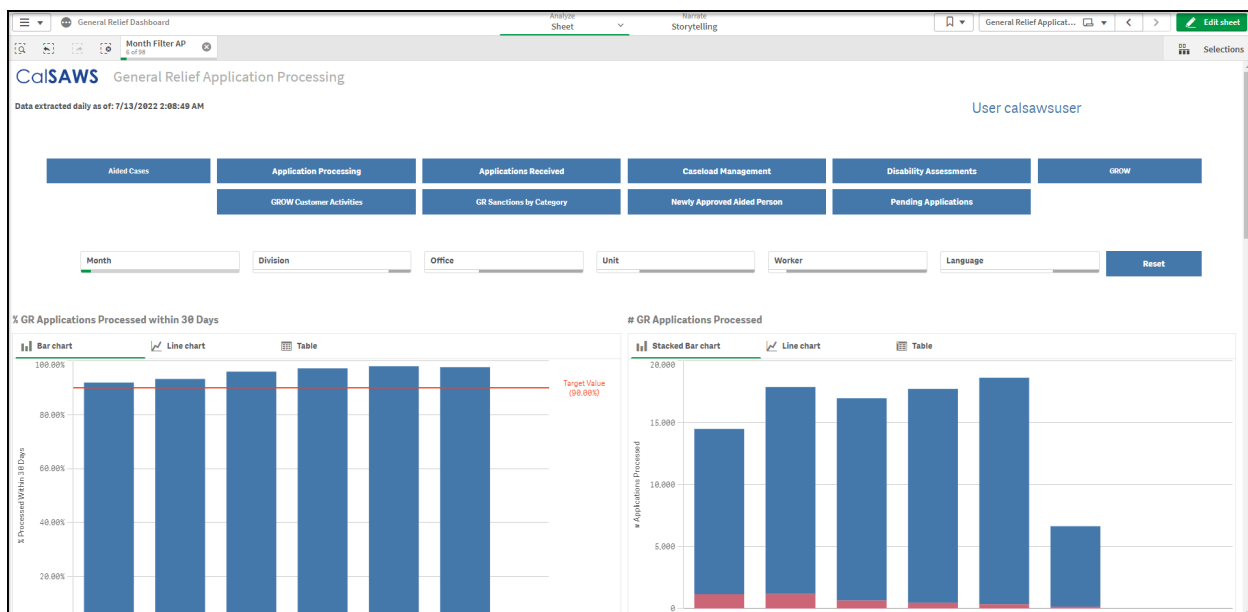 General Relief Dashboard
Analyze
Sheet
Narrate
Storytelling
General Relief Applicat...
Edit sheet
Month Filter AP
6 of 98
Selections
CalSAWS General Relief Application Processing
Data extracted daily as of: 7/13/2022 2:08:49 AM
User calsawsuser
Aided Cases
Application Processing
Applications Received
Caseload Management
Disability Assessments
GROW
GROW Customer Activities
GR Sanctions by Category
Newly Approved Aided Person
Pending Applications
Month
Division
Office
Unit
Worker
Language
Reset
% GR Applications Processed within 30 Days
Bar chart
Line chart
Table
100.00%
80.00%
60.00%
40.00%
20.00%
% Processed Within 30 Days
Target Value
(90.00%)
# GR Applications Processed
Stacked Bar chart
Line chart
Table
20,000
15,000
10,000
5,000
0
# Applications Processed